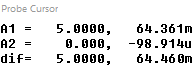 Probe Cursor
A1 =    5.0000,    64.361m
A2 =     0.000,  -98.914u
dif=    5.0000,    64.460m